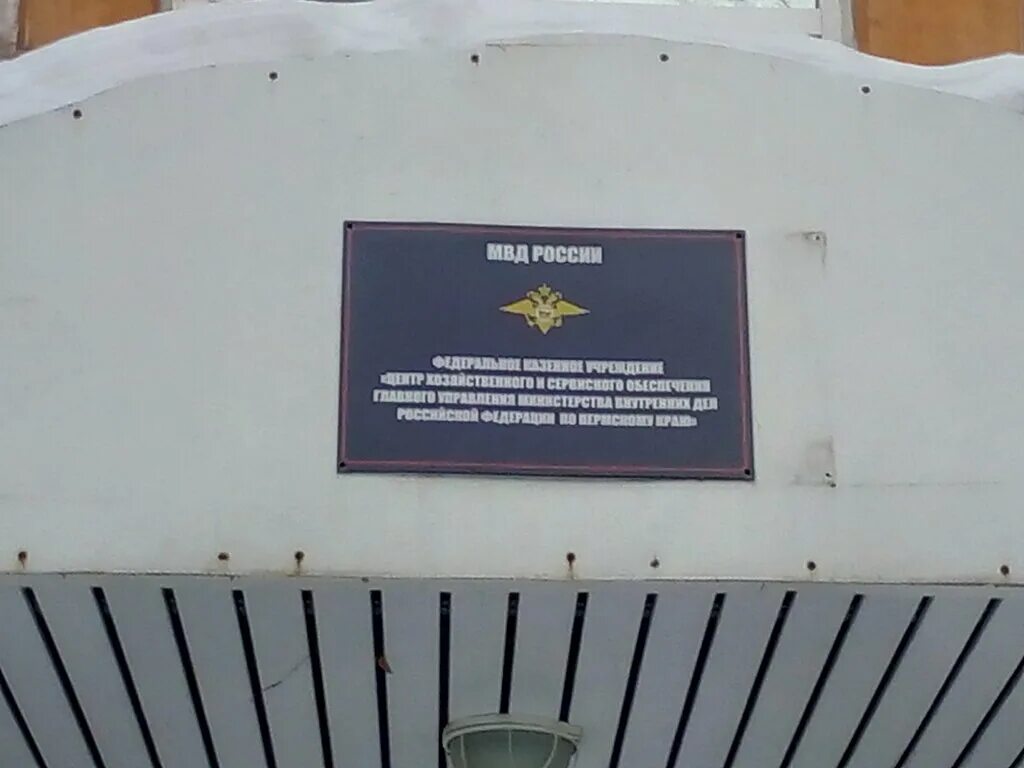 МВД РОССИИ
ФЕДЕРАЛЬНОЕ КАЗЕННОЕ УЧРЕЖДЕНИЕ
«ЦЕНТР ХОЗЯЙСТВЕННОГО И СЕРВИСНОГО ОБЕСПЕЧЕНИЯ
ГЛАВНОГО УПРАВЛЕНИЯ МИНИСТЕРСТВА ВНУТРЕННИХ ДЕЛ
РОССИЙСКОЙ ФЕДЕРАЦИИ ПО ПЕРМСКОМУ КРАЮ»